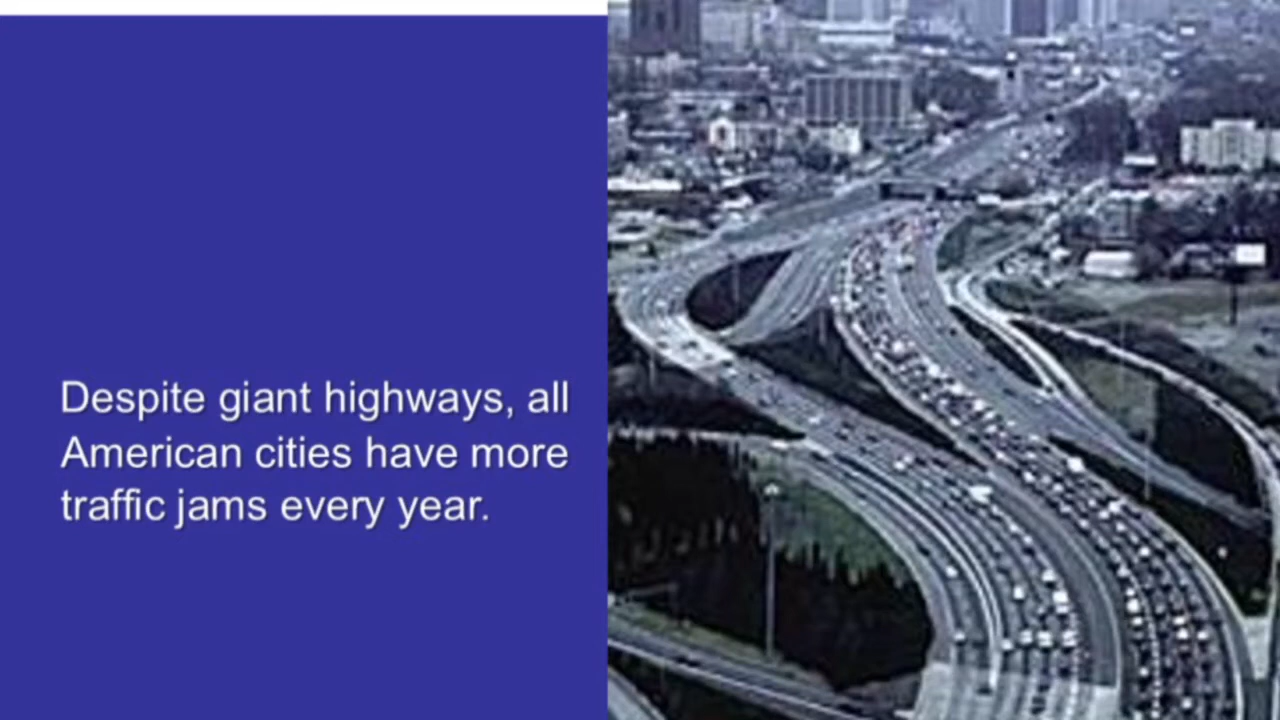 Despite giant highways, all
American cities have more
traffic jams every year.